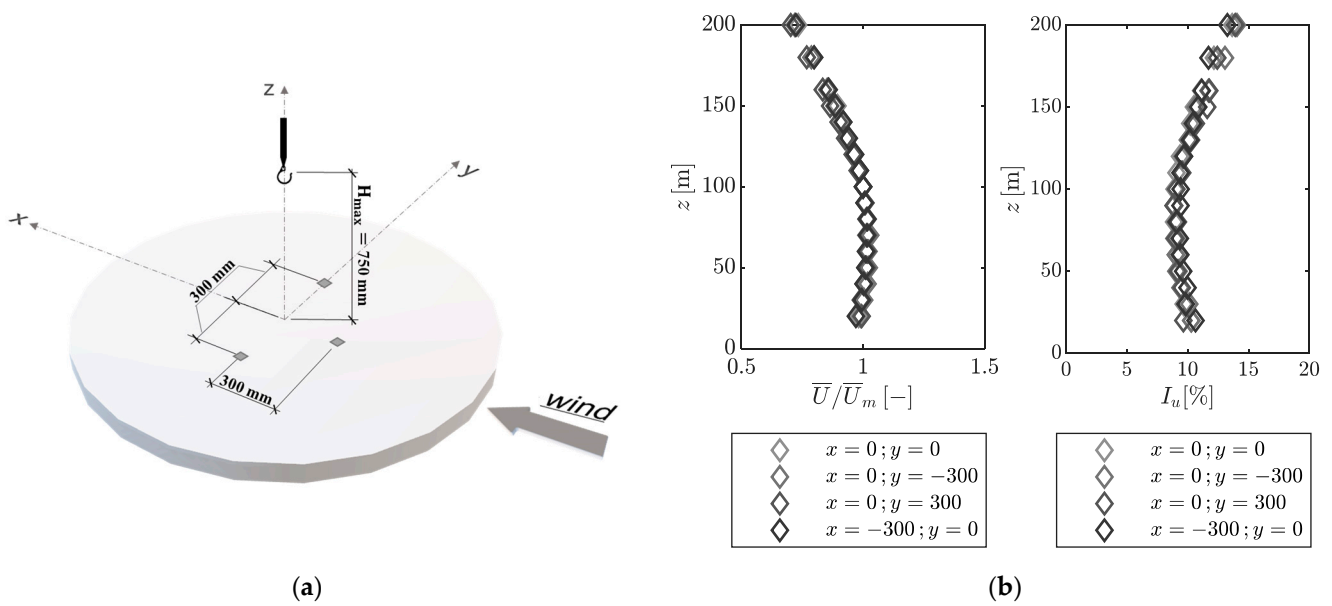 z
x
y
H_max = 750 mm
300 mm
300 mm
wind
(a)
200
150
100
50
0
z [m]
0.5
1
1.5
U̅/U̅_m [−]
x = 0 ; y = 0
x = 0 ; y = −300
x = 0 ; y = 300
x = −300 ; y = 0
200
150
100
50
0
z [m]
0
5
10
15
20
I_u[%]
x = 0 ; y = 0
x = 0 ; y = −300
x = 0 ; y = 300
x = −300 ; y = 0
(b)